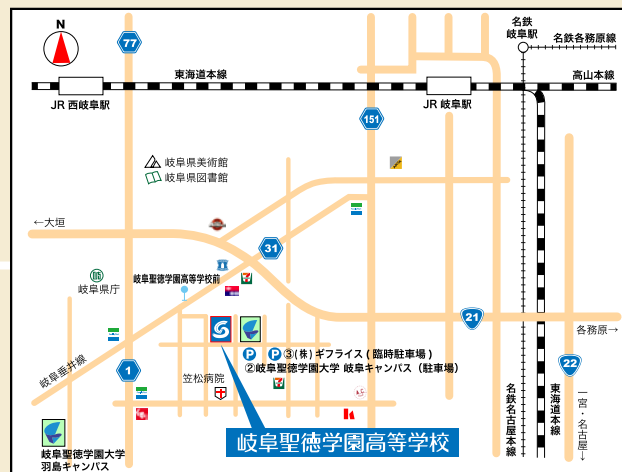 N
77
名鉄
岐阜駅
名鉄各務原線
東海道本線
高山本線
JR 西岐阜駅
JR 岐阜駅
151
岐阜県美術館
岐阜県図書館
←大垣
31
岐阜県庁
岐阜聖徳学園高等学校前
21
各務原→
P P ③(株) ギフライス ( 臨時駐車場 )
②岐阜聖徳学園大学 岐阜キャンパス（駐車場）
岐阜垂井線
1
笠松病院
22
名鉄名古屋本線
東海道本線
一宮・名古屋→
岐阜聖徳学園大学
羽島キャンパス
岐阜聖徳学園高等学校